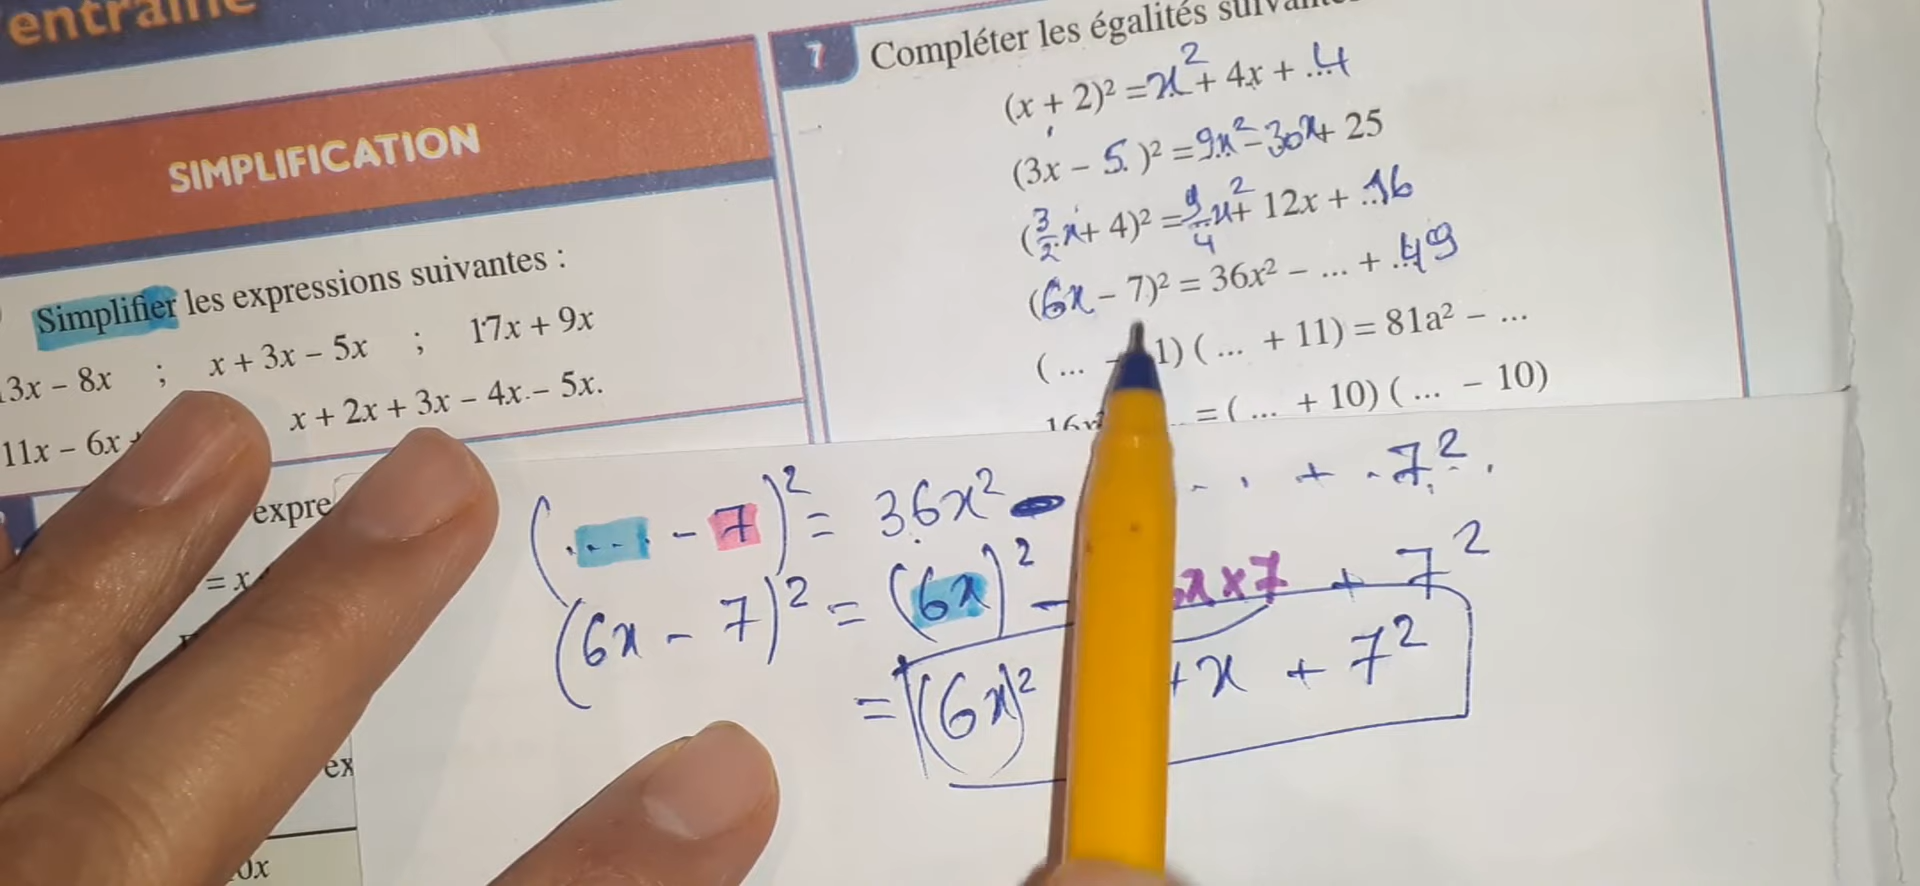 entraîne
SIMPLIFICATION
Simplifier les expressions suivantes :
3x − 8x ; x + 3x − 5x ; 17x + 9x
11x − 6x + x + 2x + 3x − 4x − 5x.
expre
= x
ex
0x
7 Compléter les égalités
(x + 2)² = x² + 4x + ...4
(3x − 5.)² = 9x² − 30x + 25
(3/2 x + 4)² = 9/4 x² + 12x + ..16
(6x − 7)² = 36x² − ... + ..49
(... − 11) ( ... + 11) = 81a² − ...
= ( ... + 10) ( ... − 10)
(..... − 7)² = 36x² − . . + .7².
(6x − 7)² = (6x)² − x×7 + 7²
= (6x)² x + 7²